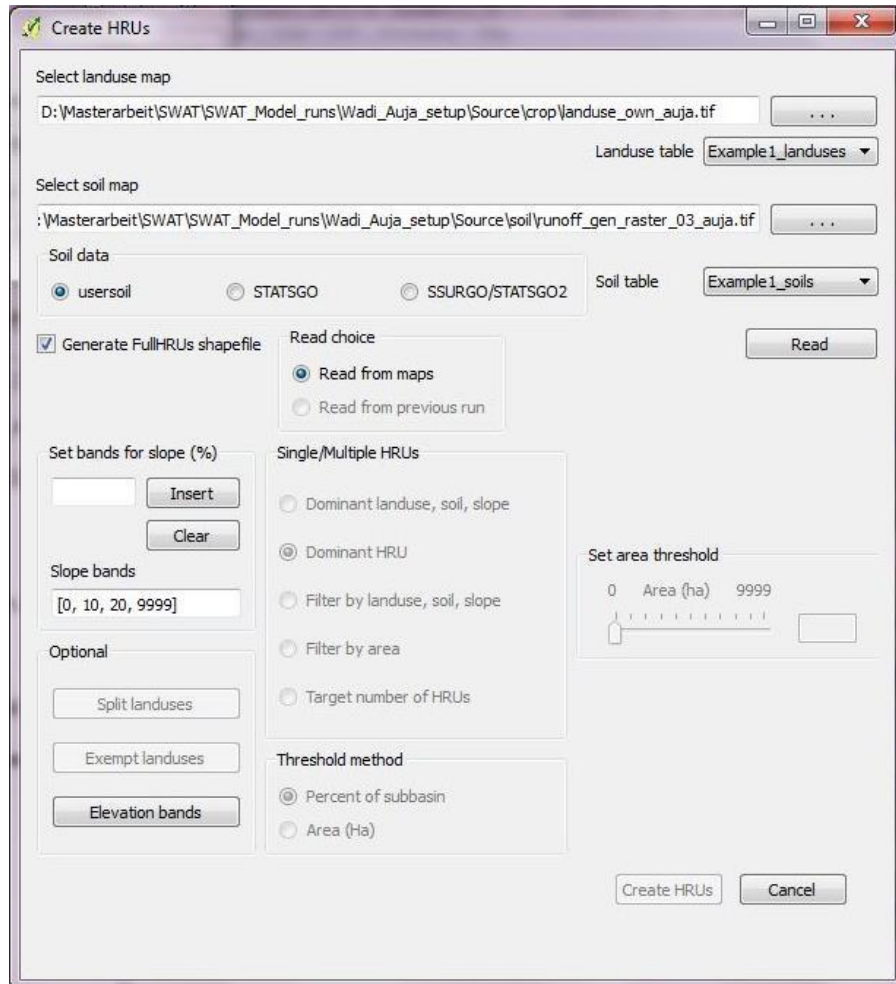 Create HRUs
Select landuse map
D:\Masterarbeit\SWAT\SWAT_Model_runs\Wadi_Auja_setup\Source\crop\landuse_own_auja.tif
...
Landuse table Example1_landuses
Select soil map
:\Masterarbeit\SWAT\SWAT_Model_runs\Wadi_Auja_setup\Source\soil\runoff_gen_raster_03_auja.tif
...
Soil data
usersoil STATSGO SSURGO/STATSGO2
Soil table Example1_soils
Generate FullHRUs shapefile
Read choice
Read from maps
Read from previous run
Read
Set bands for slope (%)
Insert
Clear
Slope bands
[0, 10, 20, 9999]
Single/Multiple HRUs
Dominant landuse, soil, slope
Dominant HRU
Filter by landuse, soil, slope
Filter by area
Target number of HRUs
Set area threshold
0 Area (ha) 9999
Optional
Split landuses
Exempt landuses
Elevation bands
Threshold method
Percent of subbasin
Area (Ha)
Create HRUs
Cancel